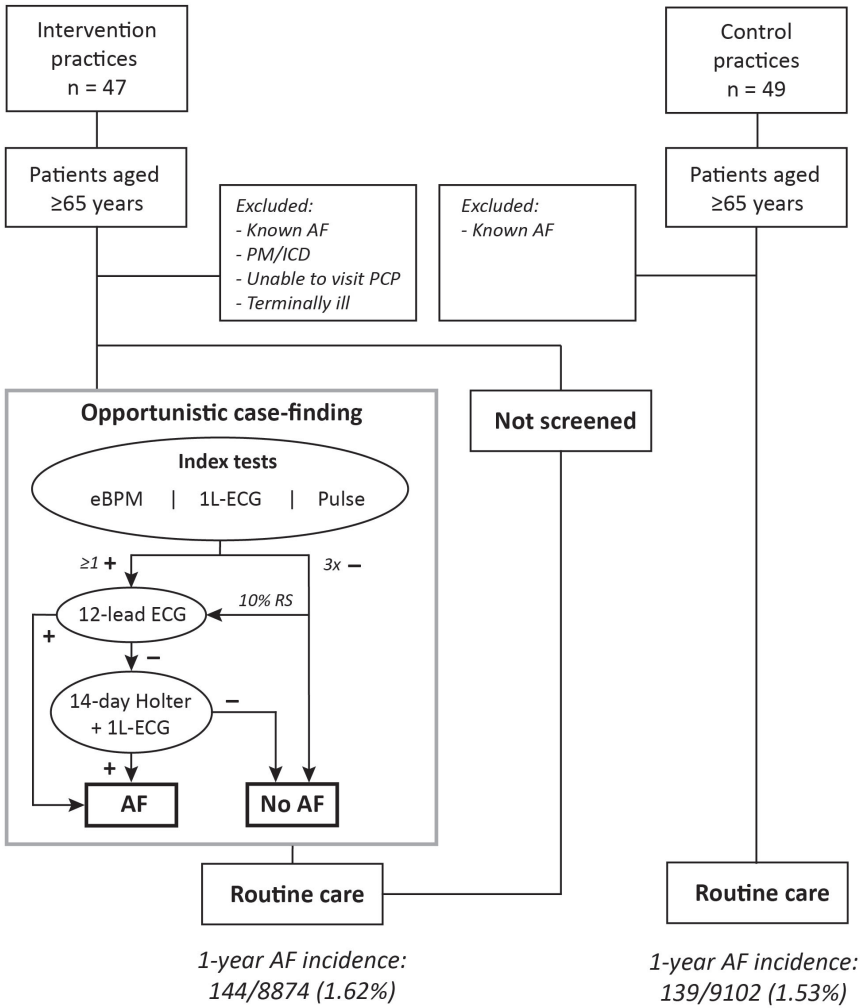 Intervention
practices
n = 47
Control
practices
n = 49
Patients aged
≥65 years
Patients aged
≥65 years
Excluded:
- Known AF
- PM/ICD
- Unable to visit PCP
- Terminally ill
Excluded:
- Known AF
Opportunistic case-finding
Not screened
Index tests
eBPM | 1L-ECG | Pulse
≥1 +
3x –
12-lead ECG
10% RS
+
–
14-day Holter
+ 1L-ECG
–
+
AF
No AF
Routine care
Routine care
1-year AF incidence:
144/8874 (1.62%)
1-year AF incidence:
139/9102 (1.53%)